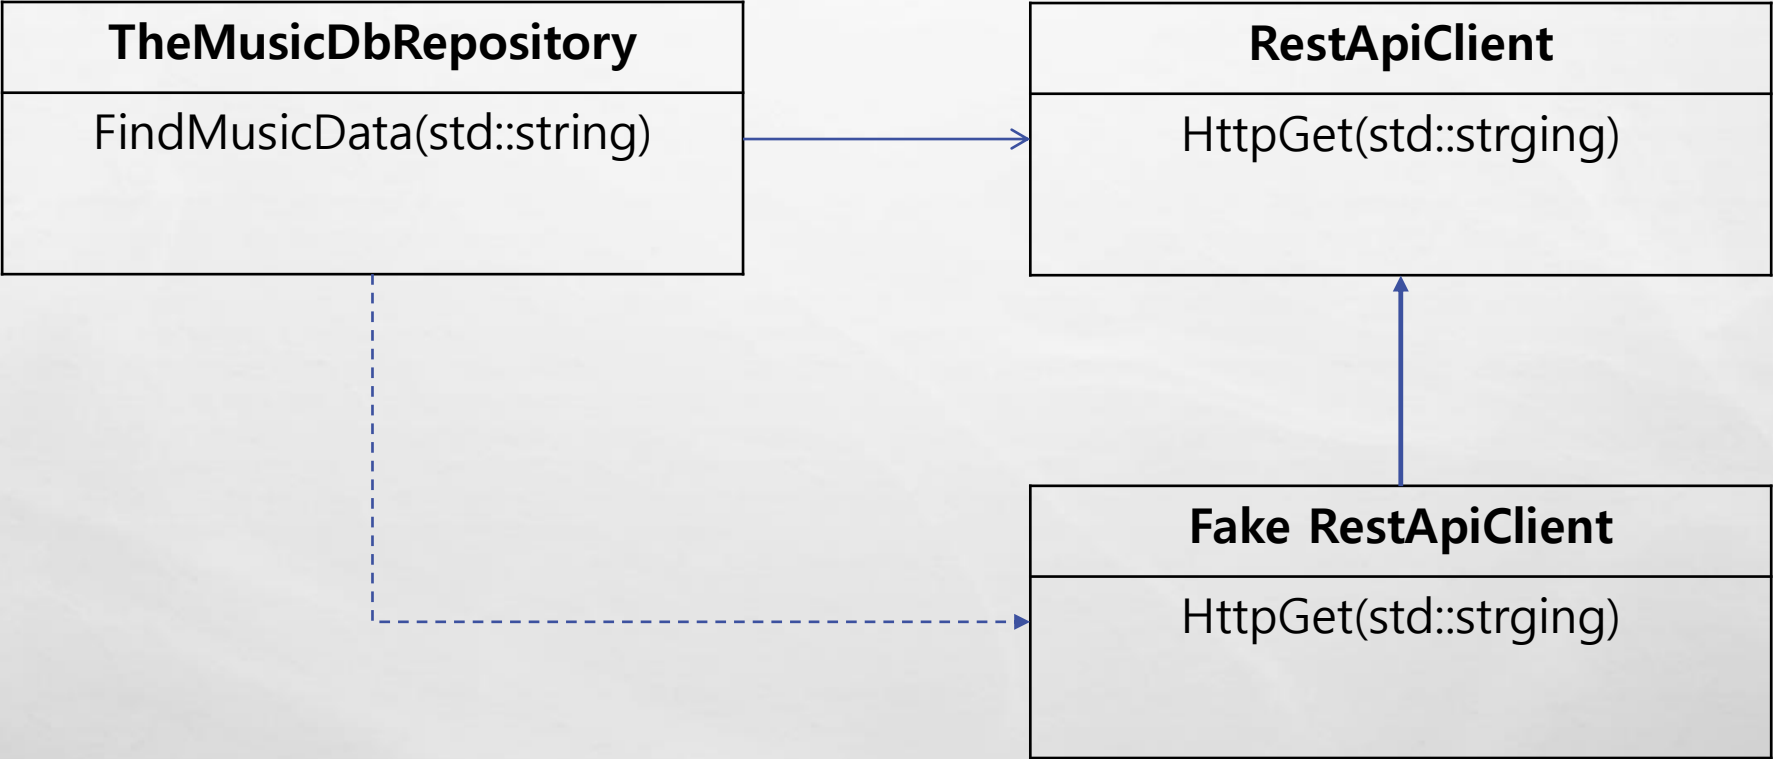 TheMusicDbRepository
FindMusicData(std::string)
RestApiClient
HttpGet(std::strging)
Fake RestApiClient
HttpGet(std::strging)